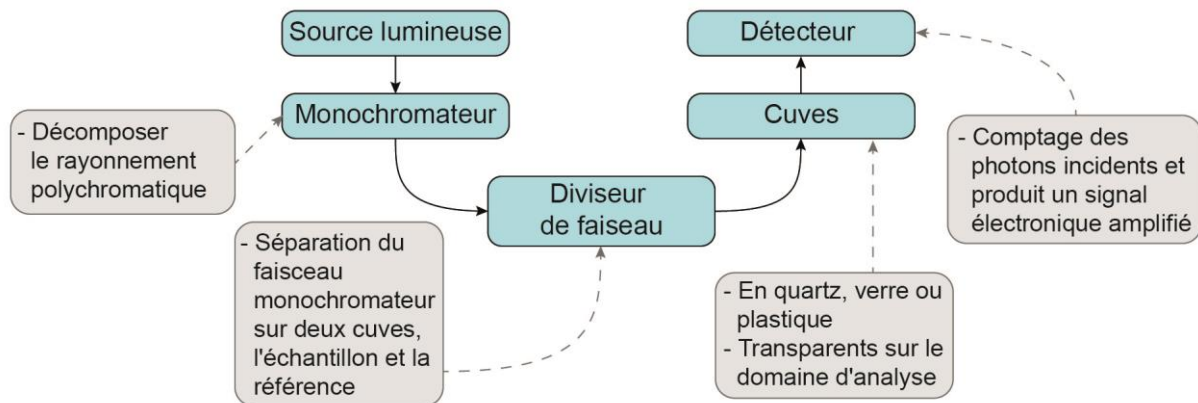 Source lumineuse
Monochromateur
- Décomposer
le rayonnement
polychromatique
Diviseur
de faiseau
- Séparation du
faisceau
monochromateur
sur deux cuves,
l'échantillon et la
référence
Cuves
- En quartz, verre ou
plastique
- Transparents sur le
domaine d'analyse
Détecteur
- Comptage des
photons incidents et
produit un signal
électronique amplifié